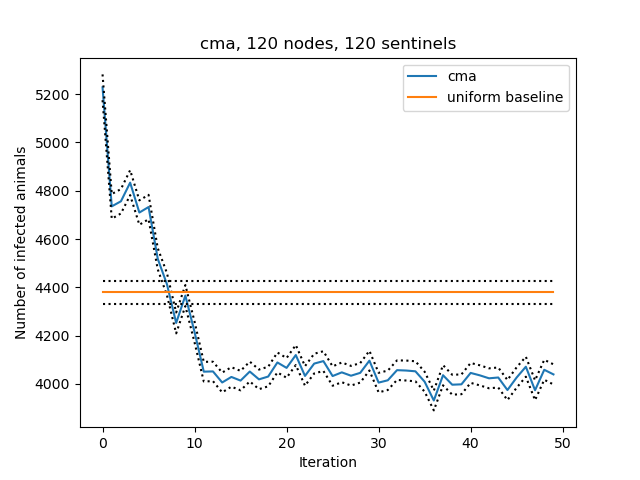 cma, 120 nodes, 120 sentinels
cma
uniform baseline
5200
5000
4800
4600
4400
4200
4000
Number of infected animals
0 10 20 30 40 50
Iteration